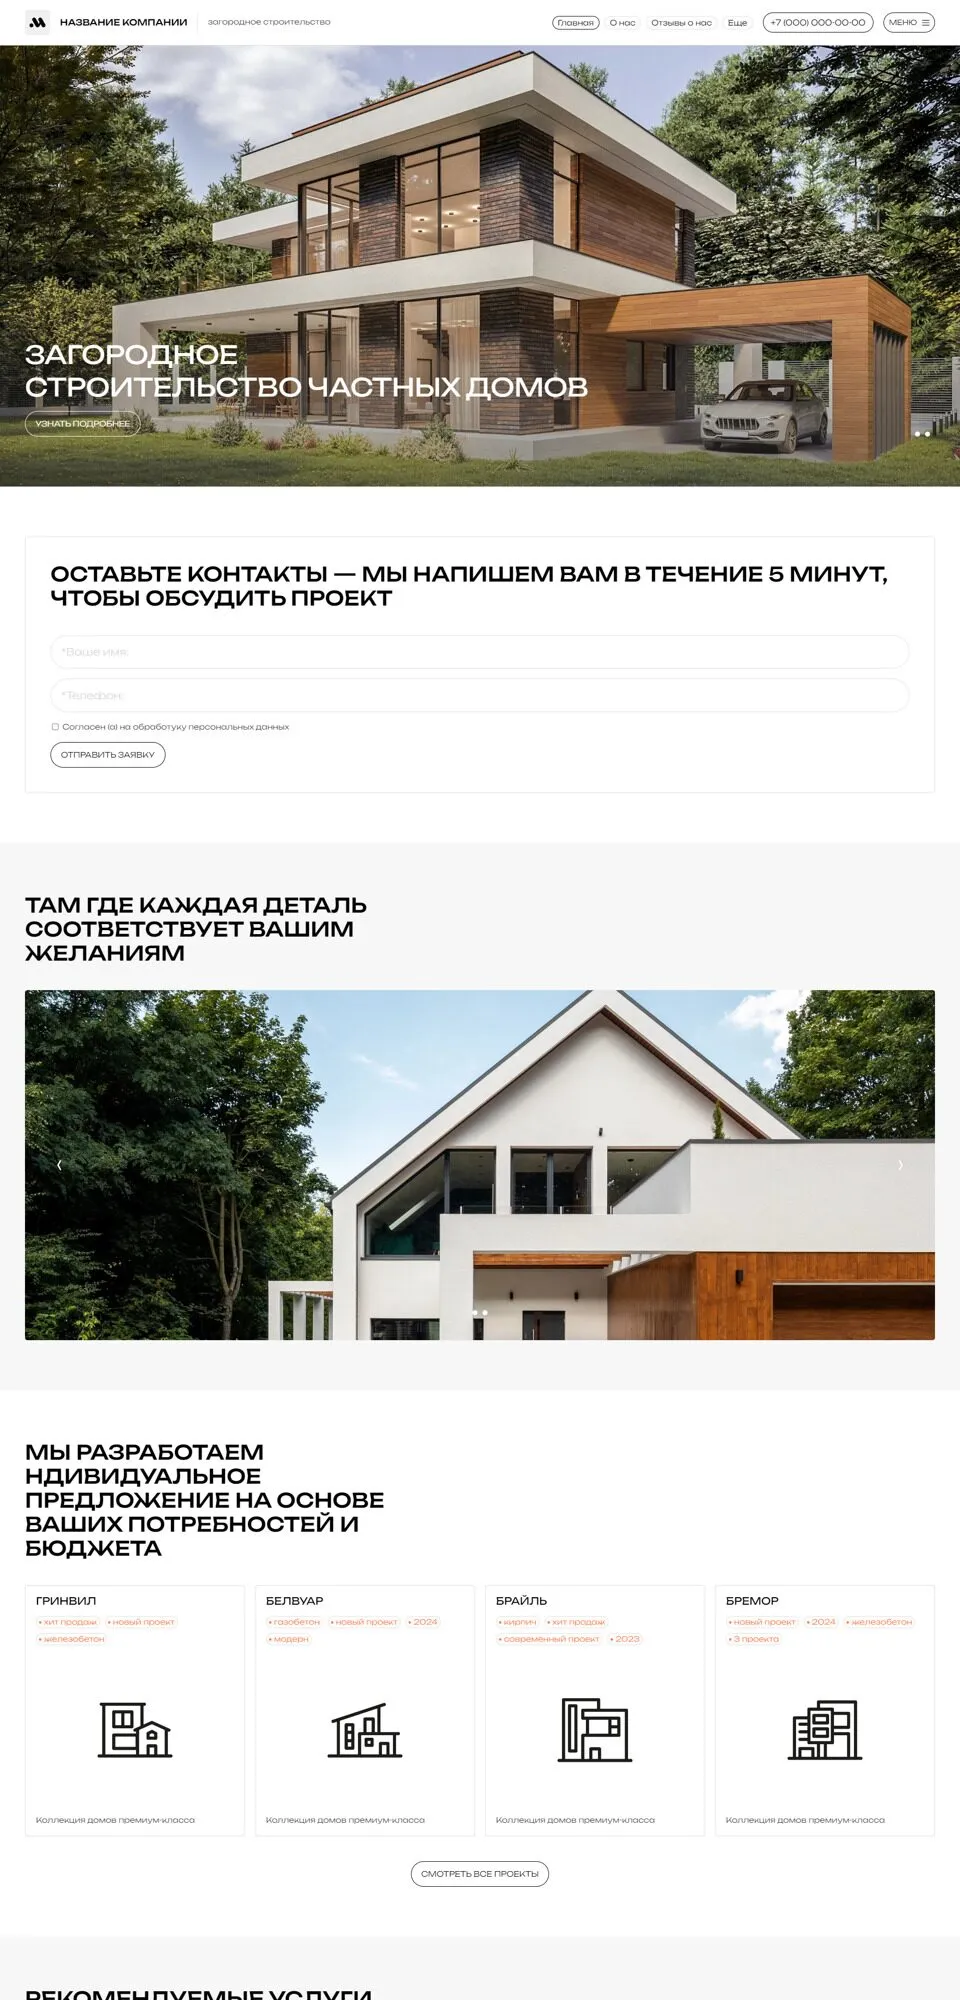 НАЗВАНИЕ КОМПАНИИ
загородное строительство
Главная
О нас
Отзывы о нас
Еще
+7 (000) 000-00-00
МЕНЮ
ЗАГОРОДНОЕ
СТРОИТЕЛЬСТВО ЧАСТНЫХ ДОМОВ
УЗНАТЬ ПОДРОБНЕЕ
ОСТАВЬТЕ КОНТАКТЫ — МЫ НАПИШЕМ ВАМ В ТЕЧЕНИЕ 5 МИНУТ,
ЧТОБЫ ОБСУДИТЬ ПРОЕКТ
*Ваше имя:
*Телефон:
Согласен (а) на обработуку персональных данных
ОТПРАВИТЬ ЗАЯВКУ
ТАМ ГДЕ КАЖДАЯ ДЕТАЛЬ
СООТВЕТСТВУЕТ ВАШИМ
ЖЕЛАНИЯМ
МЫ РАЗРАБОТАЕМ
НДИВИДУАЛЬНОЕ
ПРЕДЛОЖЕНИЕ НА ОСНОВЕ
ВАШИХ ПОТРЕБНОСТЕЙ И
БЮДЖЕТА
ГРИНВИЛ
• хит продаж • новый проект
• железобетон
Коллекция домов премиум-класса
БЕЛВУАР
• газобетон • новый проект • 2024
• модерн
Коллекция домов премиум-класса
БРАЙЛЬ
• кирпич • хит продаж
• современный проект • 2023
Коллекция домов премиум-класса
БРЕМОР
• новый проект • 2024 • железобетон
• 3 проекта
Коллекция домов премиум-класса
СМОТРЕТЬ ВСЕ ПРОЕКТЫ
РЕКОМЕНДУЕМЫЕ УСЛУГИ